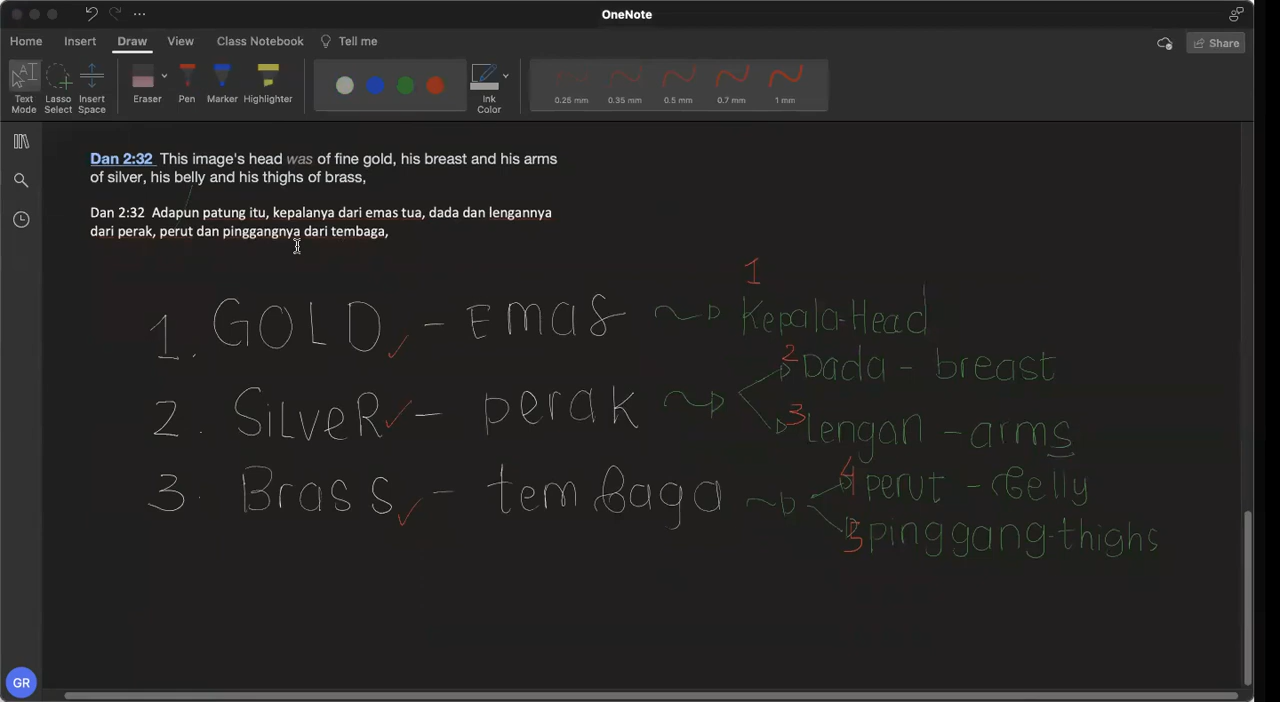 OneNote
Home Insert Draw View Class Notebook Tell me
Share
Text Mode
Lasso Select
Insert Space
Eraser
Pen
Marker
Highlighter
Ink Color
0.25 mm 0.35 mm 0.5 mm 0.7 mm 1 mm
Dan 2:32 This image's head was of fine gold, his breast and his arms
of silver, his belly and his thighs of brass,
Dan 2:32 Adapun patung itu, kepalanya dari emas tua, dada dan lengannya
dari perak, perut dan pinggangnya dari tembaga,
1
1. GOLD - Emas Kepala-Head
2 Dada - breast
2. SiLveR - perak
3 Lengan - arms
4 perut - Belly
3. Brass - tembaga
5 pinggang-thighs
GR